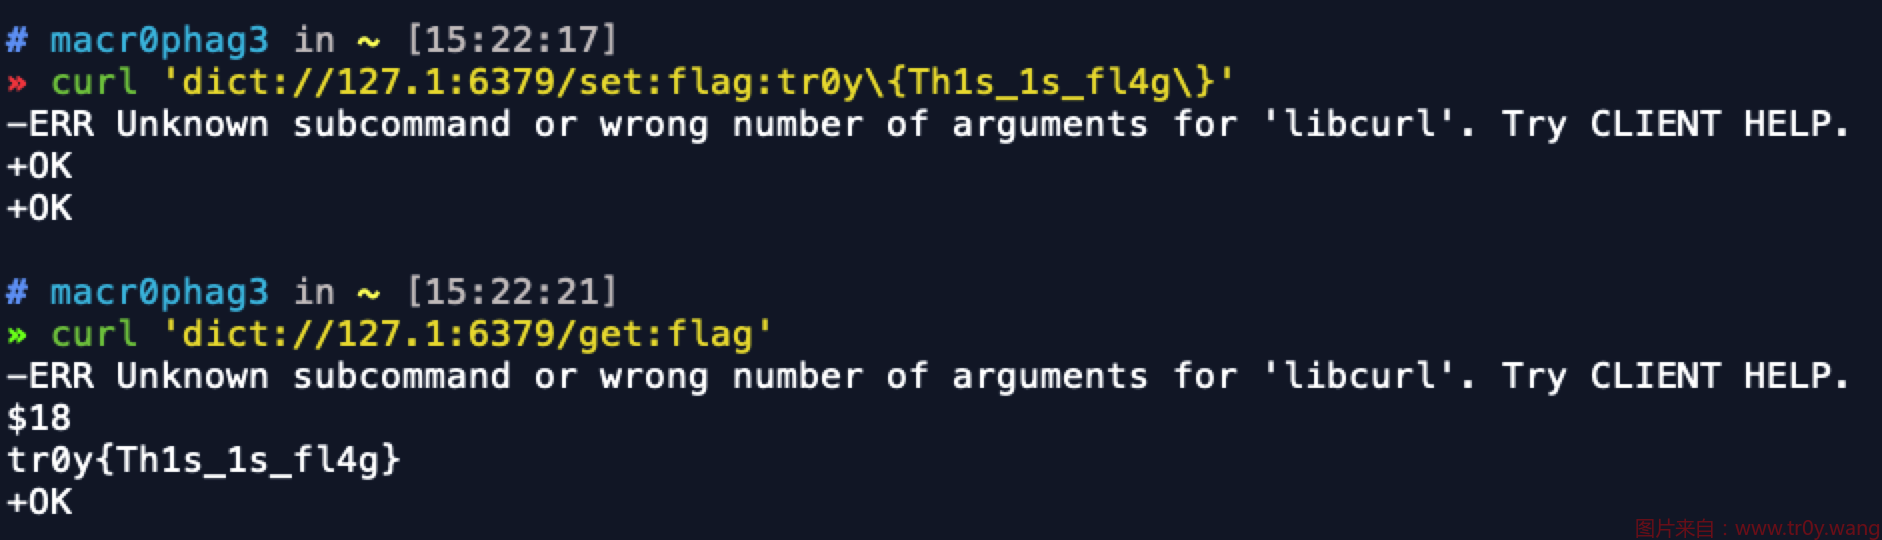 # macr0phag3 in ~ [15:22:17]
» curl 'dict://127.1:6379/set:flag:tr0y\{Th1s_1s_fl4g\}'
-ERR Unknown subcommand or wrong number of arguments for 'libcurl'. Try CLIENT HELP.
+OK
+OK
# macr0phag3 in ~ [15:22:21]
» curl 'dict://127.1:6379/get:flag'
-ERR Unknown subcommand or wrong number of arguments for 'libcurl'. Try CLIENT HELP.
$18
tr0y{Th1s_1s_fl4g}
+OK
图片来自：www.tr0y.wang